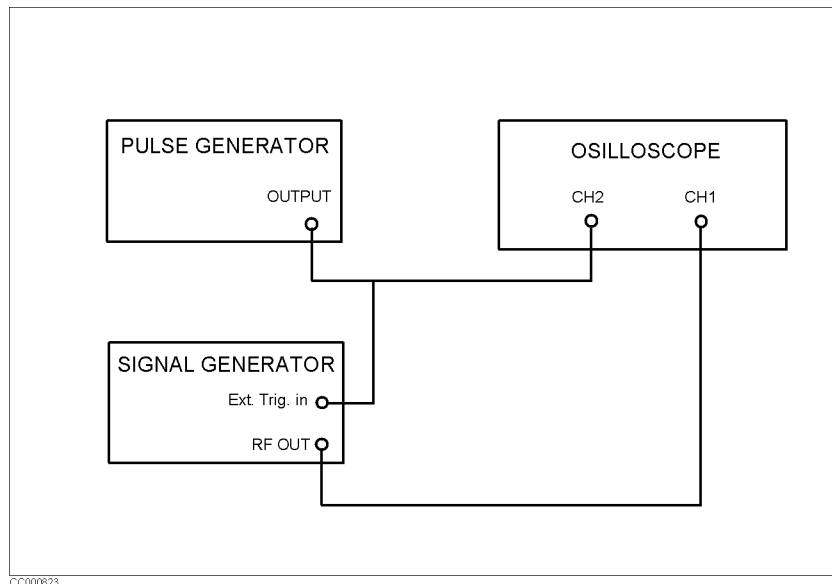 PULSE GENERATOR
OUTPUT
OSILLOSCOPE
CH2 CH1
SIGNAL GENERATOR
Ext. Trig. in
RF OUT
CC000823